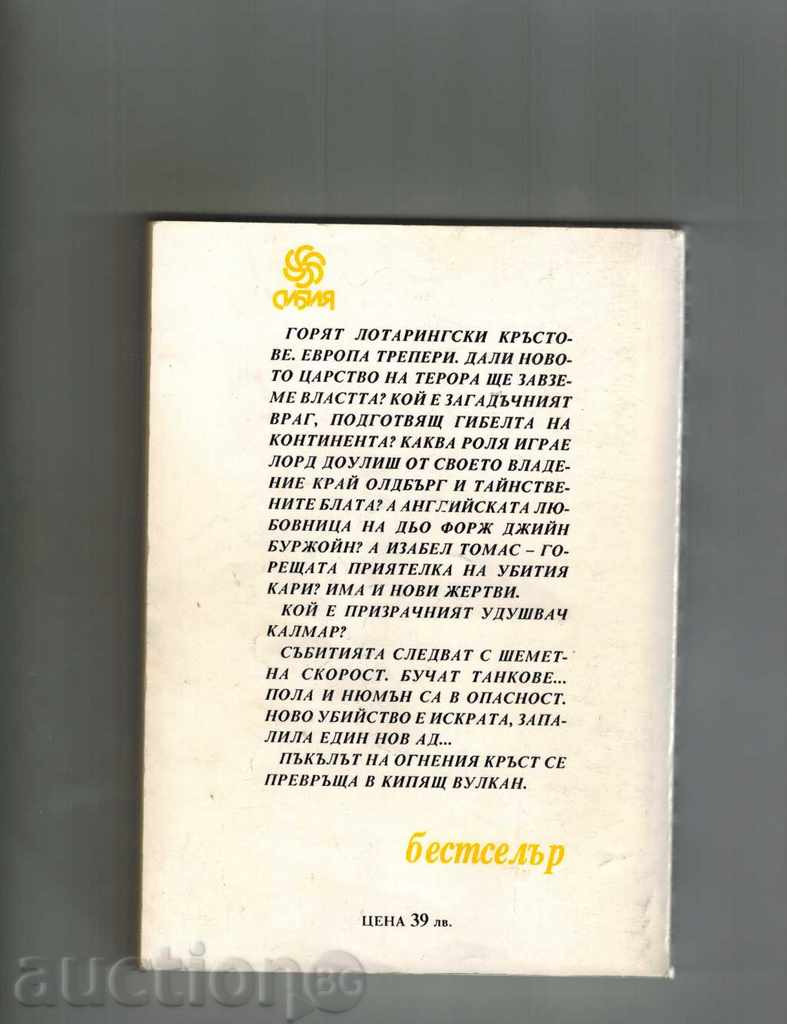 СИБИЛЯ
ГОРЯТ ЛОТАРИНГСКИ КРЪСТО-
ВЕ. ЕВРОПА ТРЕПЕРИ. ДАЛИ НОВО-
ТО ЦАРСТВО НА ТЕРОРА ЩЕ ЗАВЗЕ-
МЕ ВЛАСТТА? КОЙ Е ЗАГАДЪЧНИЯТ
ВРАГ, ПОДГОТВЯЩ ГИБЕЛТА НА
КОНТИНЕНТА? КАКВА РОЛЯ ИГРАЕ
ЛОРД ДОУЛИШ ОТ СВОЕТО ВЛАДЕ-
НИЕ КРАЙ ОЛДБЪРГ И ТАЙНСТВЕ-
НИТЕ БЛАТА? А АНГЛИЙСКАТА ЛЮ-
БОВНИЦА НА ДЬО ФОРЖ ДЖИЙН
БУРЖОЙН? А ИЗАБЕЛ ТОМАС – ГО-
РЕЩАТА ПРИЯТЕЛКА НА УБИТИЯ
КАРИ? ИМА И НОВИ ЖЕРТВИ.
КОЙ Е ПРИЗРАЧНИЯТ УДУШВАЧ
КАЛМАР?
СЪБИТИЯТА СЛЕДВАТ С ШЕМЕТ-
НА СКОРОСТ. БУЧАТ ТАНКОВЕ...
ПОЛА И НЮМЪН СА В ОПАСНОСТ.
НОВО УБИЙСТВО Е ИСКРАТА, ЗАПА-
ЛИЛА ЕДИН НОВ АД...
ПЪКЪЛЪТ НА ОГНЕНИЯ КРЪСТ СЕ
ПРЕВРЪЩА В КИПЯЩ ВУЛКАН.
бестселър
ЦЕНА 39 лв.
auctionBG